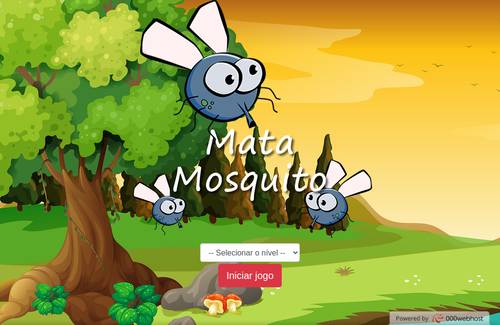 Mata
Mosquito
-- Selecionar o nível --
Iniciar jogo
Powered by 000webhost